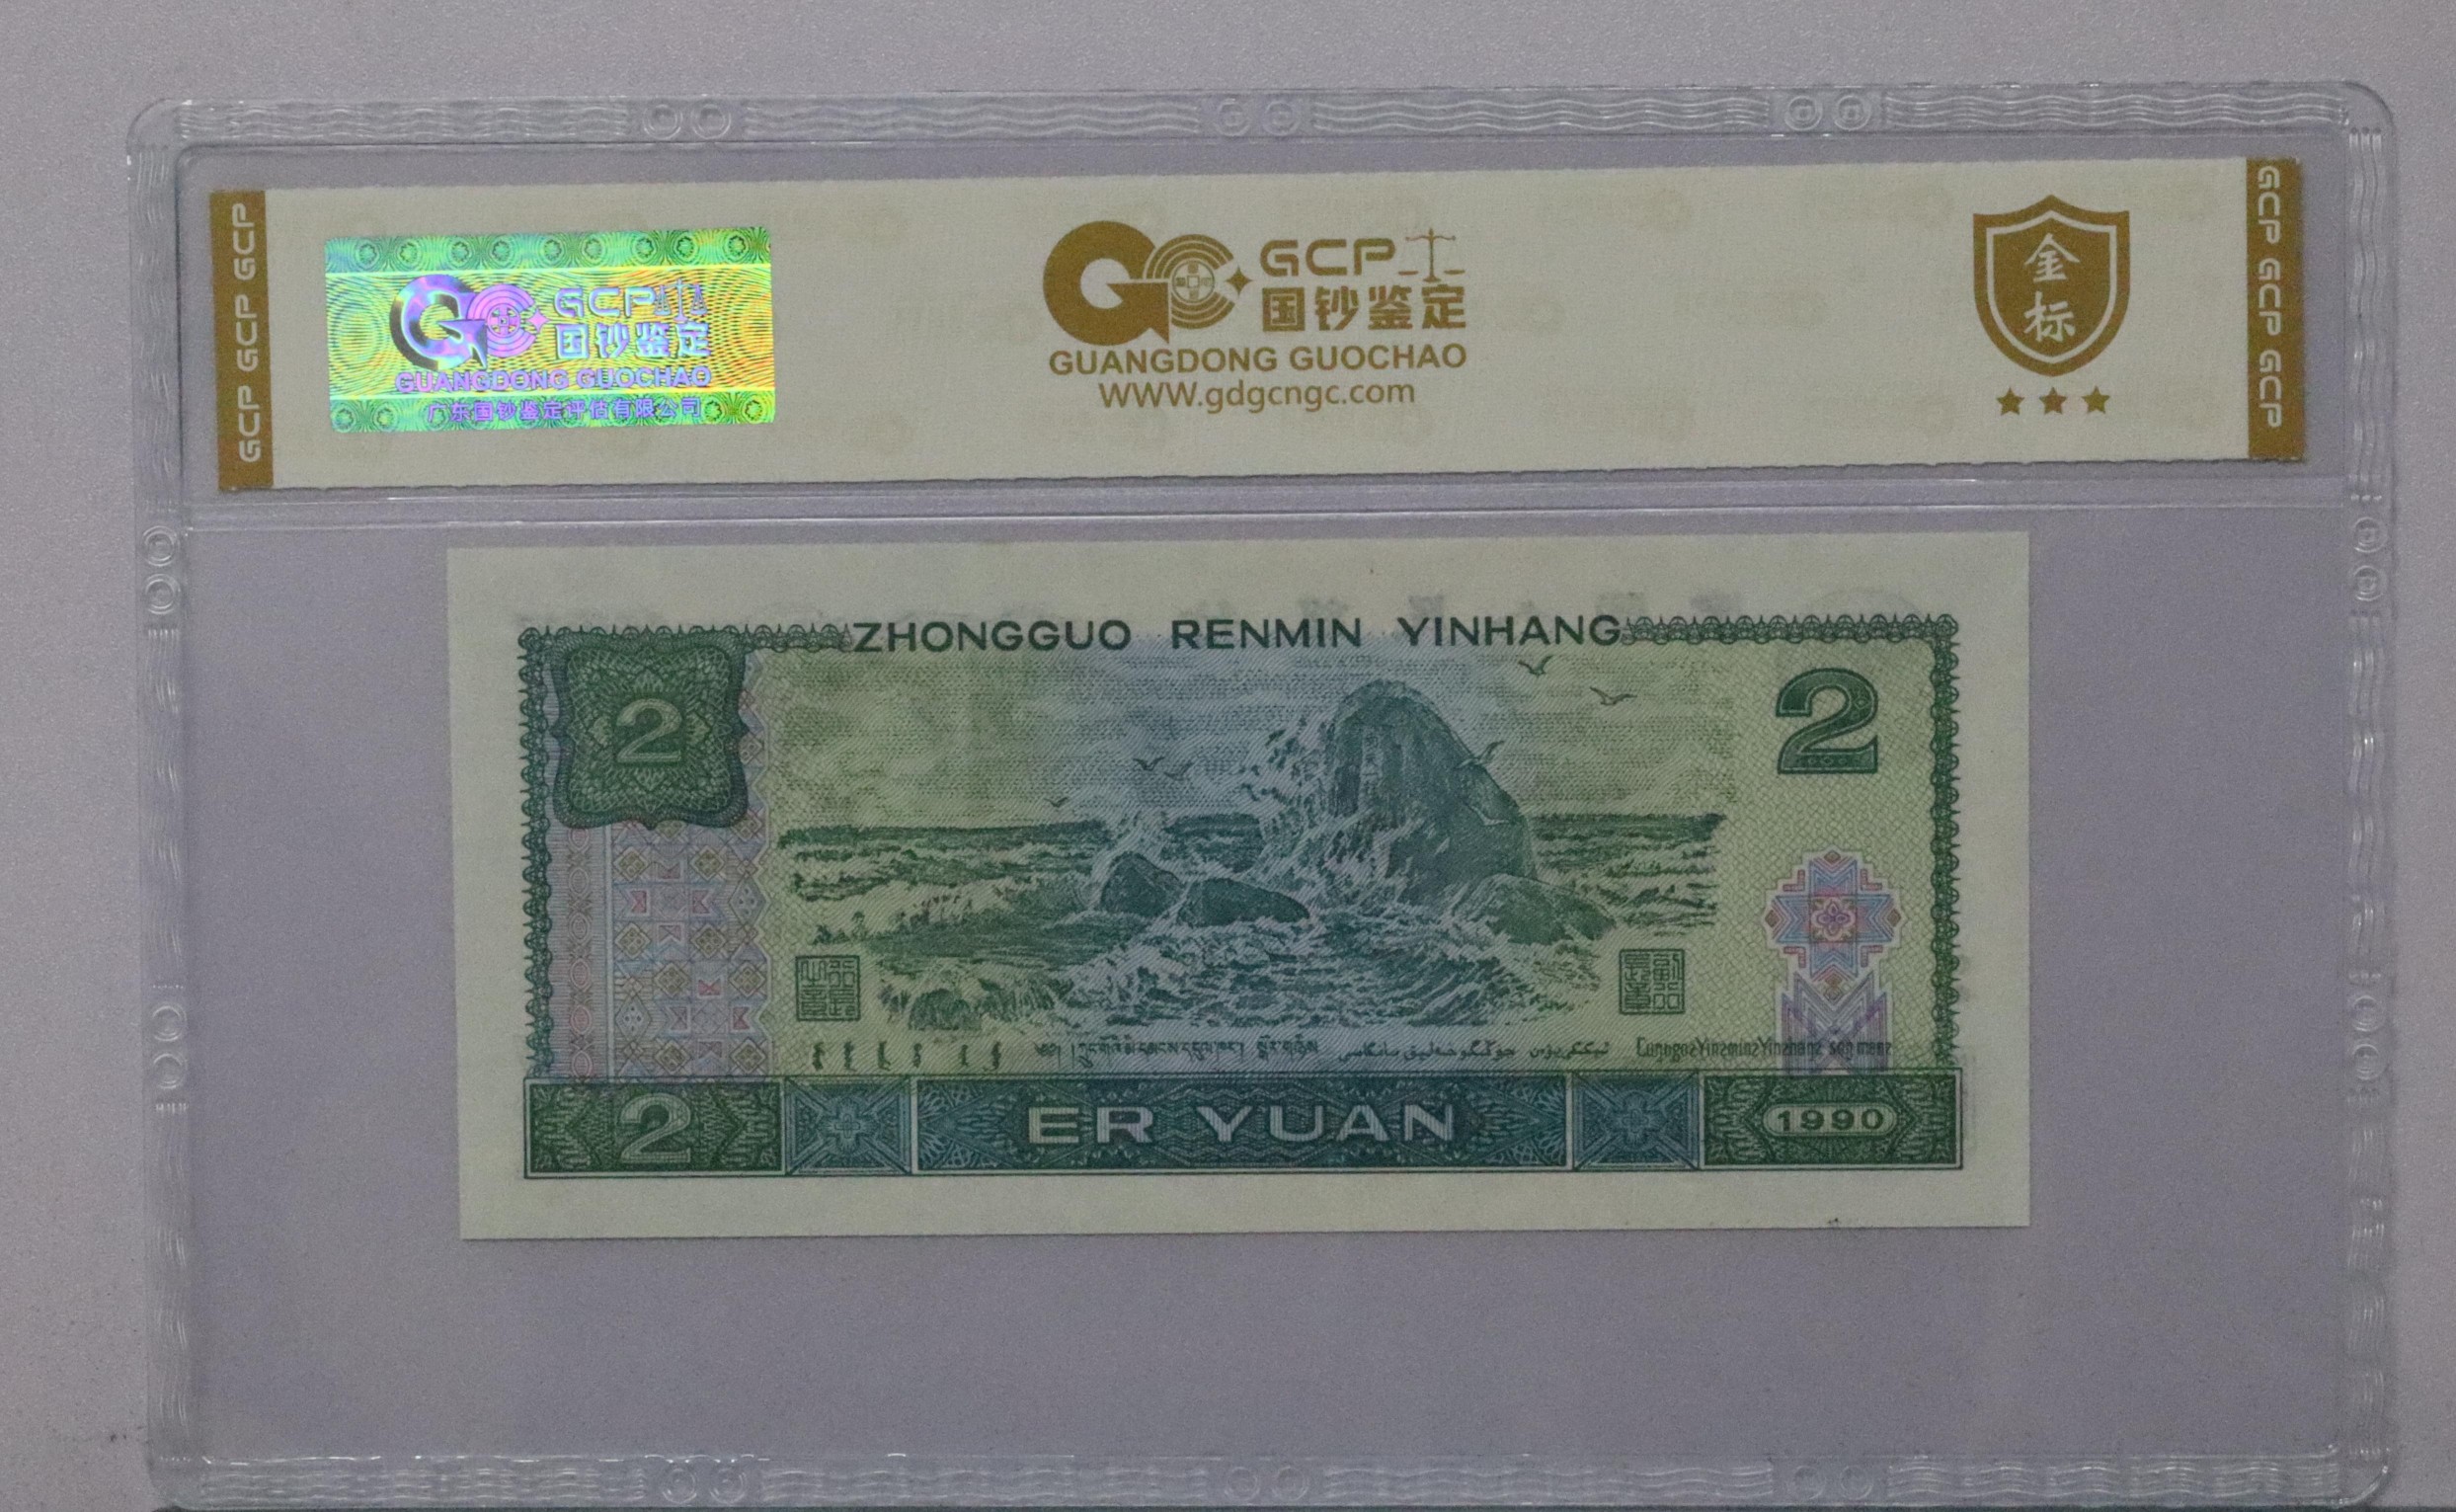 GCP GCP GCP
GCP
国钞鉴定
GUANGDONG GUOCHAO
广东国钞鉴定评估有限公司
GCP
国钞鉴定
GUANGDONG GUOCHAO
WWW.gdgcngc.com
金标
GCP GCP GCP
ZHONGGUO RENMIN YINHANG
2
2
2
ER YUAN
1990